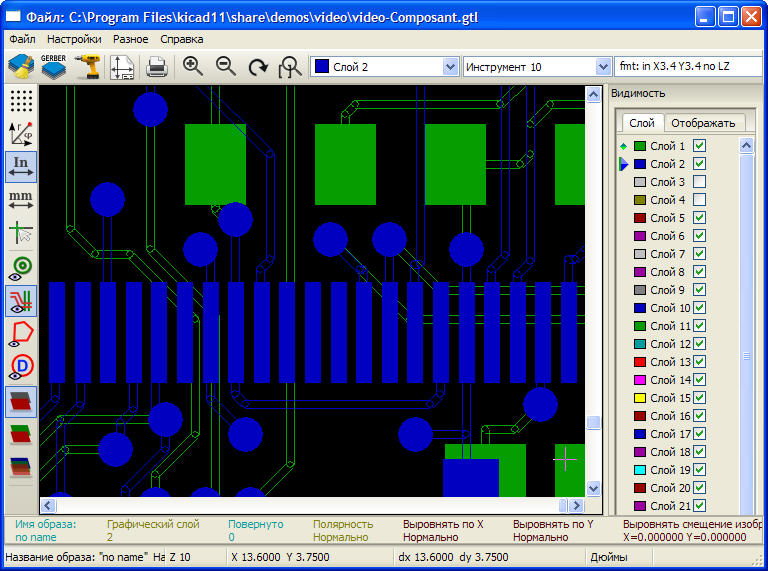 Файл: C:\Program Files\kicad11\share\demos\video\video-Composant.gtl
Файл Настройки Разное Справка
GERBER
Слой 2
Инструмент 10
fmt: in X3.4 Y3.4 no LZ
Видимость
Слой Отображать
In
mm
D
Слой 1
Слой 2
Слой 3
Слой 4
Слой 5
Слой 6
Слой 7
Слой 8
Слой 9
Слой 10
Слой 11
Слой 12
Слой 13
Слой 14
Слой 15
Слой 16
Слой 17
Слой 18
Слой 19
Слой 20
Слой 21
Имя образа: Графический слой Повернуто Полярность Выровнять по X Выровнять по Y Выровнять смещение изобр
no name 2 0 Нормально Нормально Нормально X=0.000000 Y=0.000000
Название образа: "no name" На Z 10 X 13.6000 Y 3.7500 dx 13.6000 dy 3.7500 Дюймы